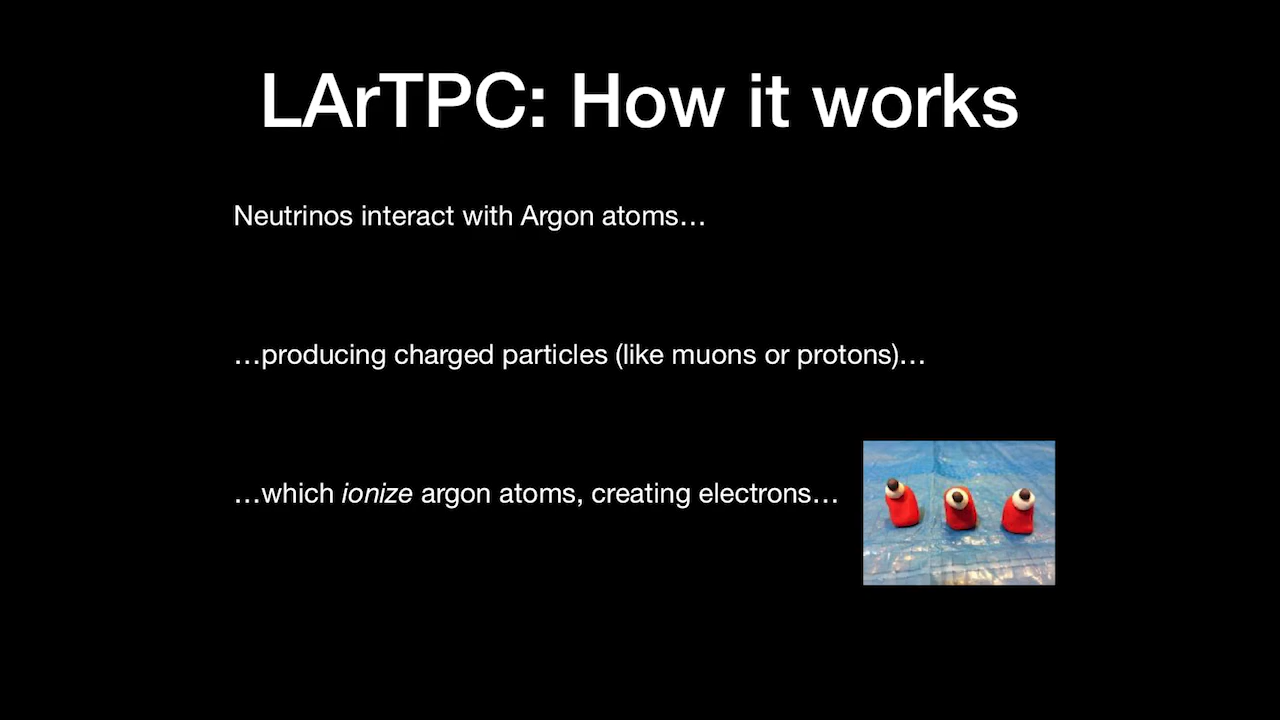 LArTPC: How it works
Neutrinos interact with Argon atoms…
…producing charged particles (like muons or protons)…
…which ionize argon atoms, creating electrons…